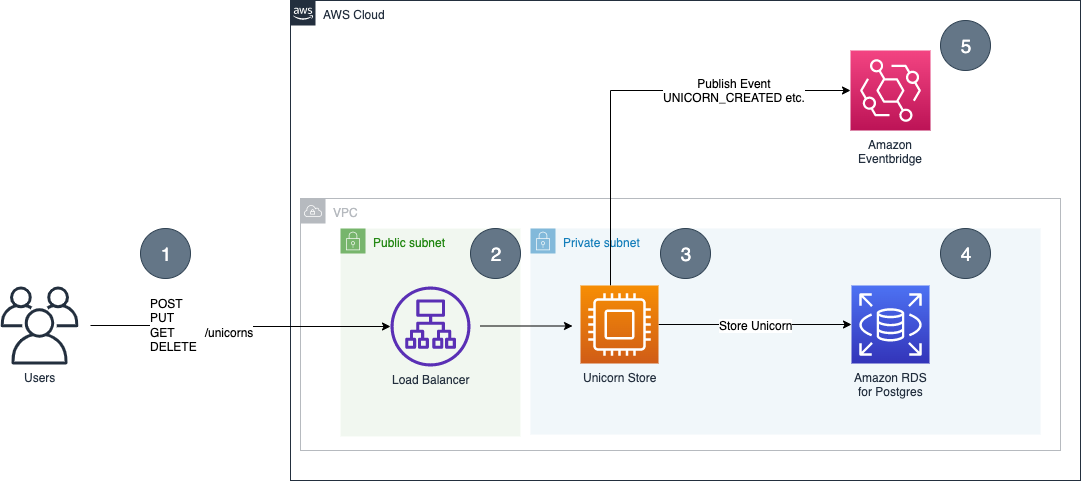 aws
AWS Cloud
5
Publish Event
UNICORN_CREATED etc.
Amazon
Eventbridge
VPC
1
Public subnet
2
Private subnet
3
4
POST
PUT
GET
DELETE
/unicorns
Store Unicorn
Users
Load Balancer
Unicorn Store
Amazon RDS
for Postgres